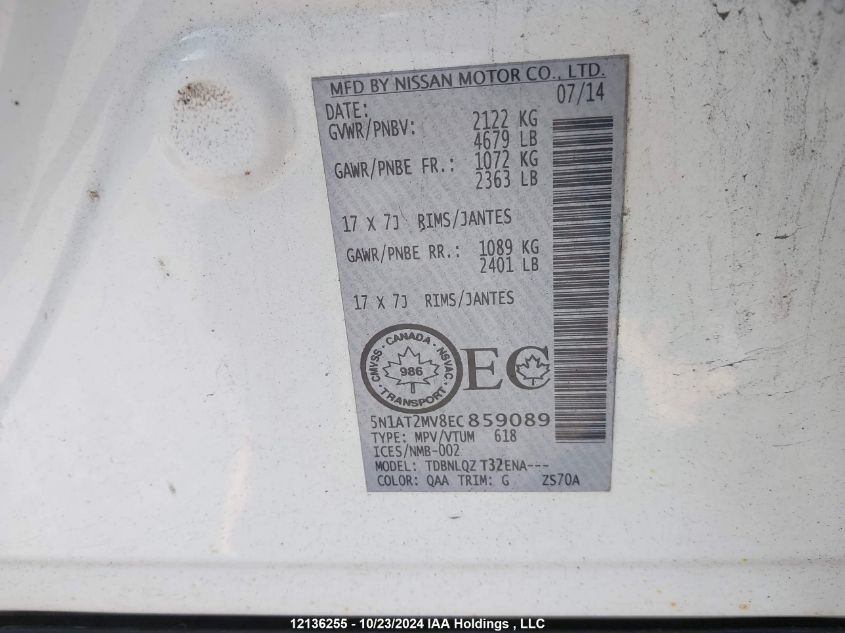 MFD BY NISSAN MOTOR CO., LTD.
DATE: 07/14
GVWR/PNBV: 2122 KG
4679 LB
GAWR/PNBE FR.: 1072 KG
2363 LB
17 X 7J RIMS/JANTES
GAWR/PNBE RR.: 1089 KG
2401 LB
17 X 7J RIMS/JANTES
CMVSS · CANADA · NSVAC · TRANSPORT ·
986
EC
5N1AT2MV8EC859089
TYPE: MPV/VTUM 618
ICES/NMB-002
MODEL: TDBNLQZ T32ENA---
COLOR: QAA TRIM: G ZS70A
12136255 - 10/23/2024 IAA Holdings , LLC